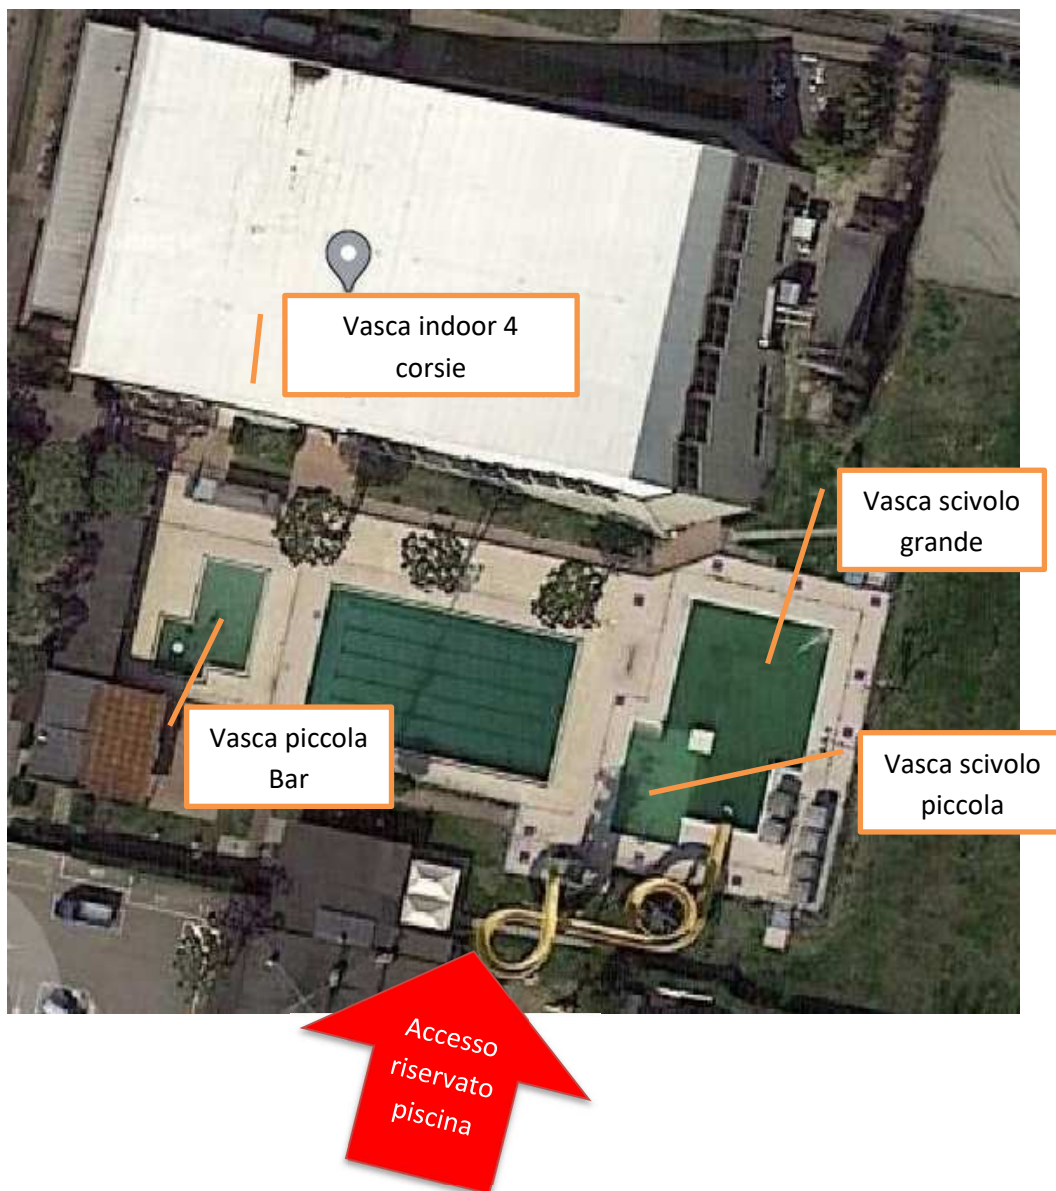 Vasca indoor 4
corsie
Vasca scivolo
grande
Vasca piccola
Bar
Vasca scivolo
piccola
Accesso
riservato
piscina